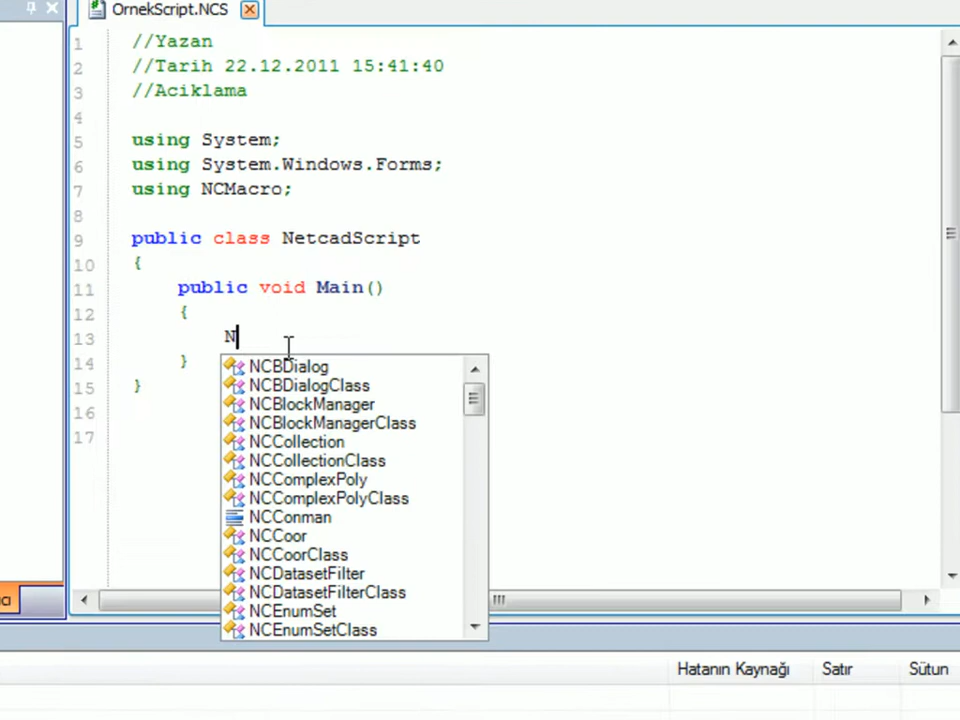 OrnekScript.NCS
1 //Yazan
2 //Tarih 22.12.2011 15:41:40
3 //Aciklama
4
5 using System;
6 using System.Windows.Forms;
7 using NCMacro;
8
9 public class NetcadScript
10 {
11 public void Main()
12 {
13 N
14 }
15 }
16
17
NCBDialog
NCBDialogClass
NCBlockManager
NCBlockManagerClass
NCCollection
NCCollectionClass
NCComplexPoly
NCComplexPolyClass
NCConman
NCCoor
NCCoorClass
NCDatasetFilter
NCDatasetFilterClass
NCEnumSet
NCEnumSetClass
Hatanın Kaynağı Satır Sütun